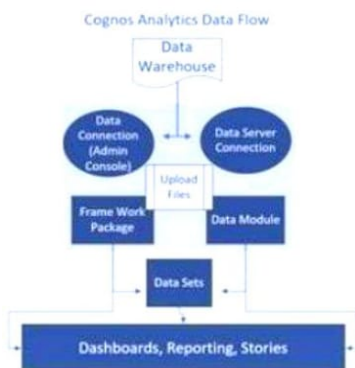 Cognos Analytics Data Flow
Data
Warehouse
Data
Connection
(Admin
Console)
Data Server
Connection
Upload
Files
Frame Work
Package
Data Module
Data Sets
Dashboards, Reporting, Stories